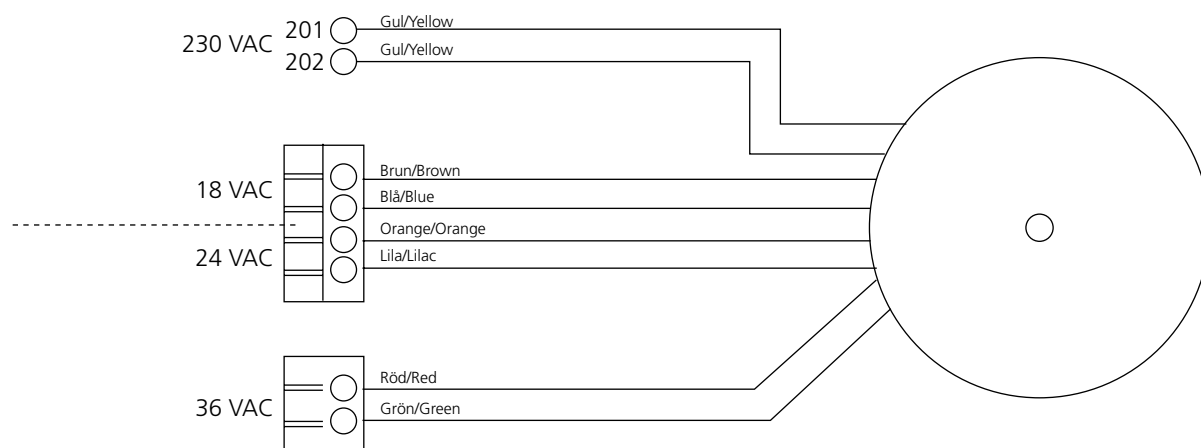 230 VAC
201 Gul/Yellow
202 Gul/Yellow
18 VAC
Brun/Brown
Blå/Blue
24 VAC
Orange/Orange
Lila/Lilac
36 VAC
Röd/Red
Grön/Green